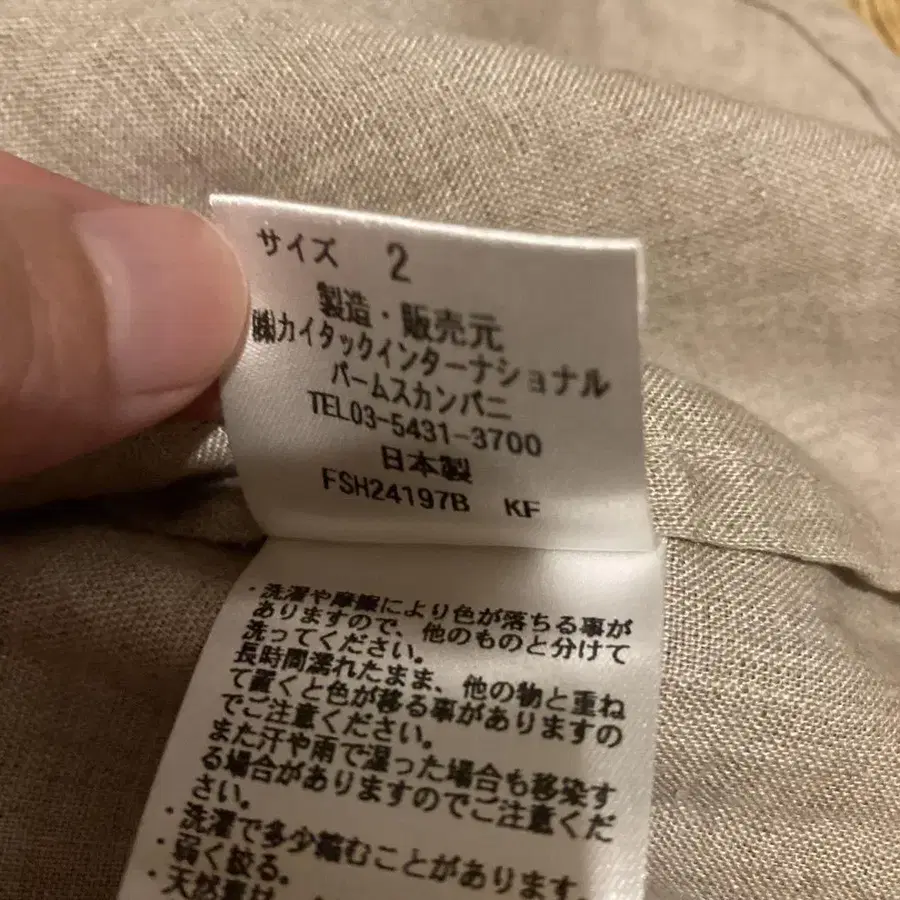 サイズ 2
製造・販売元
㈱カイタックインターナショナル
パームスカンパニ
TEL03-5431-3700
日本製
FSH24197B KF
・洗濯や摩擦により色が落ちる事が
ありますので、他のものと分けて
洗ってください。
長時間濡れたまま、他の物と重ね
て置くと色が移る事がありますの
でご注意ください。
また汗や雨で湿った場合も移染す
る場合がありますのでご注意くだ
さい。
・洗濯で多少縮むことがあります。
・弱く絞る。
・天然素は